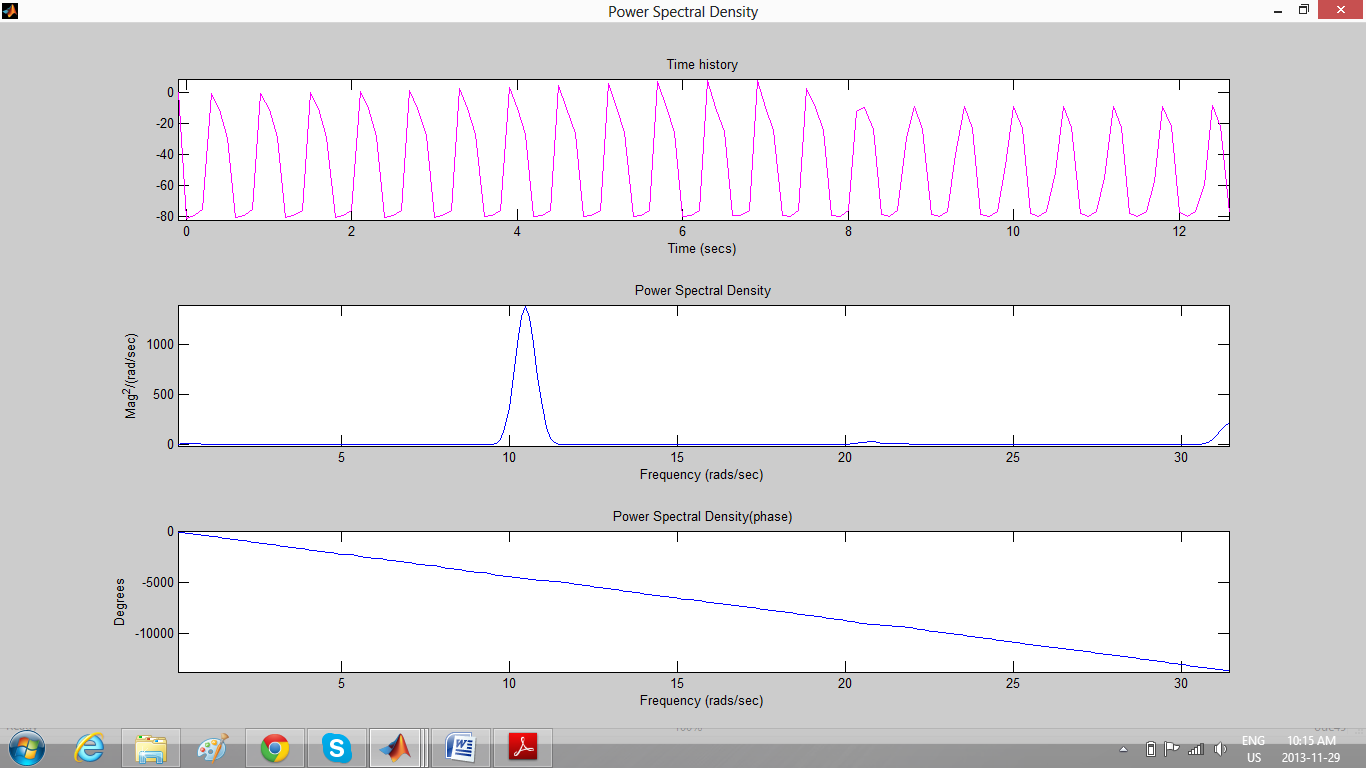 Power Spectral Density
Time history
0
-20
-40
-60
-80
0 2 4 6 8 10 12
Time (secs)
Power Spectral Density
Mag2/(rad/sec)
1000
500
0
5 10 15 20 25 30
Frequency (rads/sec)
Power Spectral Density(phase)
Degrees
0
-5000
-10000
5 10 15 20 25 30
Frequency (rads/sec)
100%
ENG
US
10:15 AM
2013-11-29